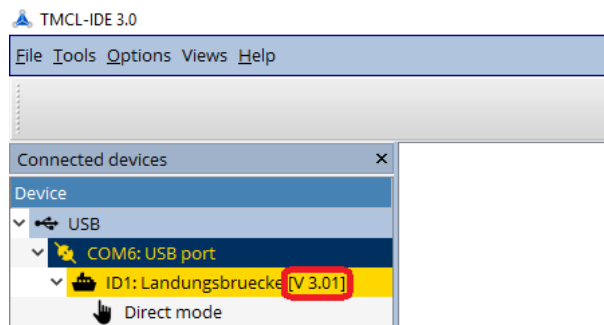 TMCL-IDE 3.0
File Tools Options Views Help
Connected devices
Device
USB
COM6: USB port
ID1: Landungsbruecke [V 3.01]
Direct mode